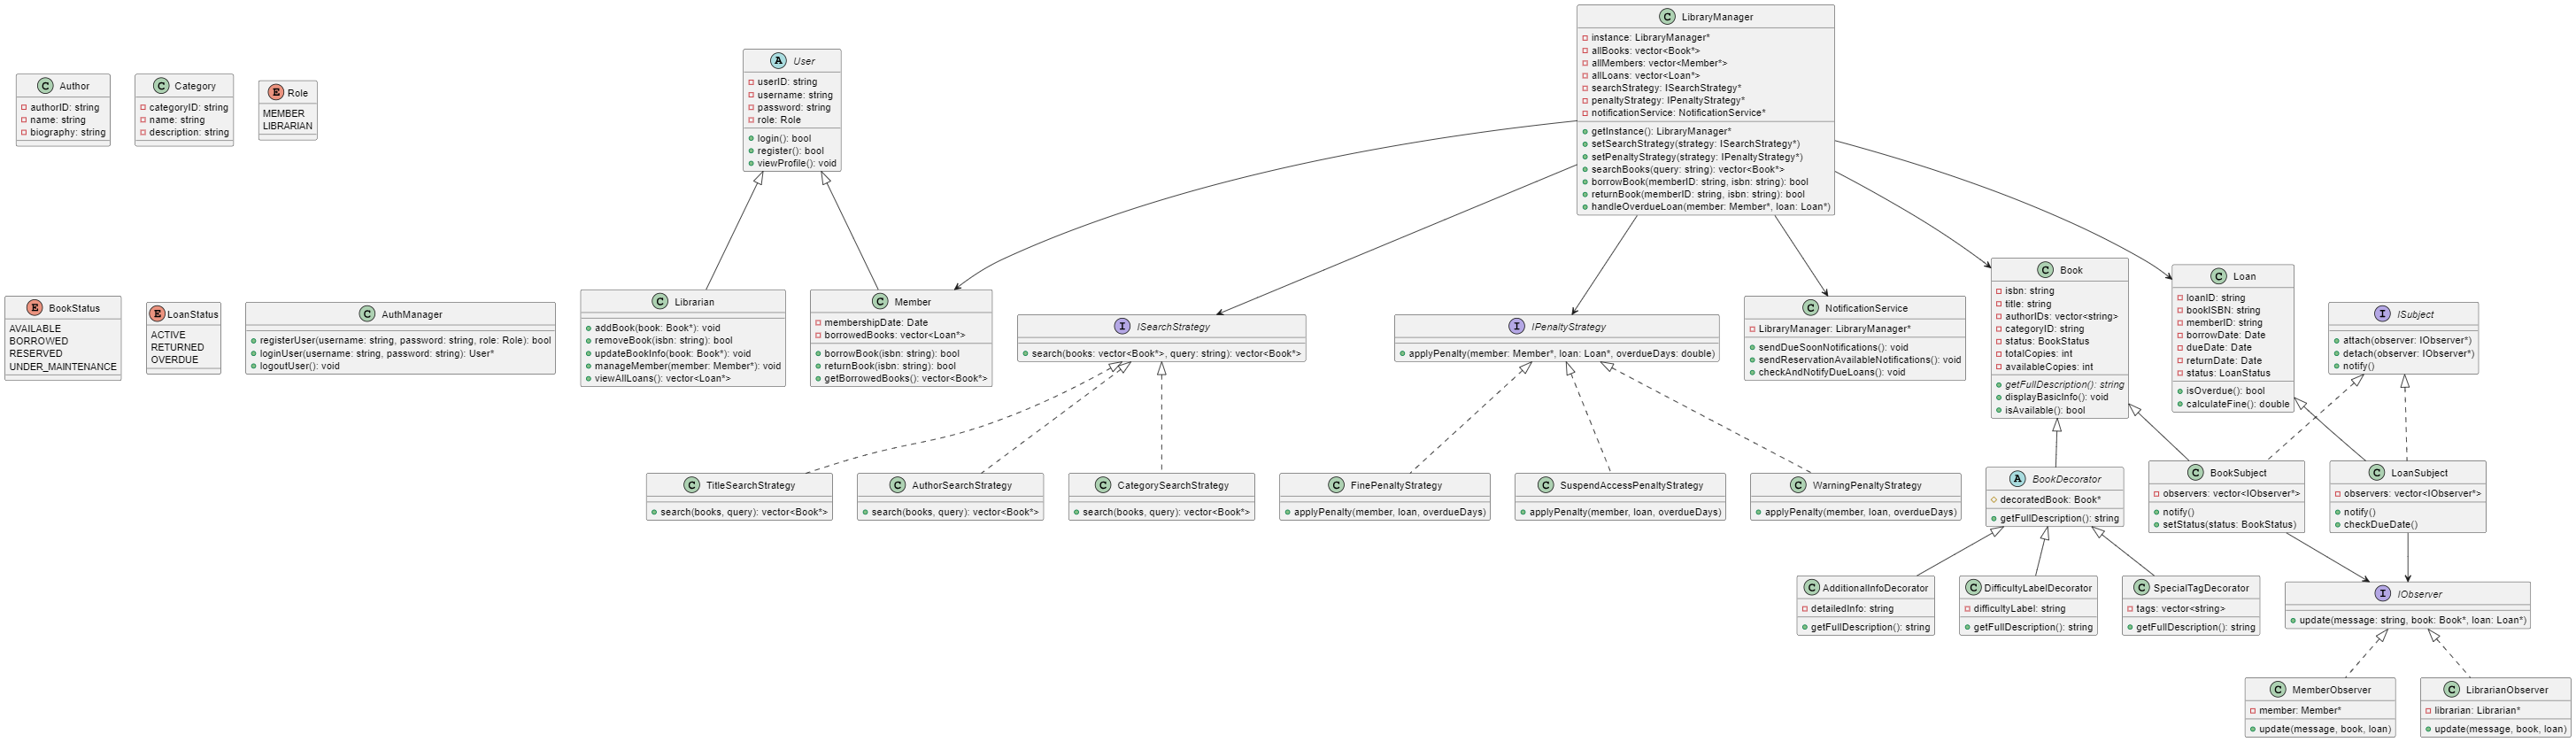 LibraryManager
instance: LibraryManager*
allBooks: vector<Book*>
allMembers: vector<Member*>
allLoans: vector<Loan*>
searchStrategy: ISearchStrategy*
penaltyStrategy: IPenaltyStrategy*
notificationService: NotificationService*
getInstance(): LibraryManager*
setSearchStrategy(strategy: ISearchStrategy*)
setPenaltyStrategy(strategy: IPenaltyStrategy*)
searchBooks(query: string): vector<Book*>
borrowBook(memberID: string, isbn: string): bool
returnBook(memberID: string, isbn: string): bool
handleOverdueLoan(member: Member*, loan: Loan*)
Author
authorID: string
name: string
biography: string
Category
categoryID: string
name: string
description: string
Role
MEMBER
LIBRARIAN
User
userID: string
username: string
password: string
role: Role
login(): bool
register(): bool
viewProfile(): void
BookStatus
AVAILABLE
BORROWED
RESERVED
UNDER_MAINTENANCE
LoanStatus
ACTIVE
RETURNED
OVERDUE
AuthManager
registerUser(username: string, password: string, role: Role): bool
loginUser(username: string, password: string): User*
logoutUser(): void
Librarian
addBook(book: Book*): void
removeBook(isbn: string): bool
updateBookInfo(book: Book*): void
manageMember(member: Member*): void
viewAllLoans(): vector<Loan*>
Member
membershipDate: Date
borrowedBooks: vector<Loan*>
borrowBook(isbn: string): bool
returnBook(isbn: string): bool
getBorrowedBooks(): vector<Book*>
ISearchStrategy
search(books: vector<Book*>, query: string): vector<Book*>
IPenaltyStrategy
applyPenalty(member: Member*, loan: Loan*, overdueDays: double)
NotificationService
LibraryManager: LibraryManager*
sendDueSoonNotifications(): void
sendReservationAvailableNotifications(): void
checkAndNotifyDueLoans(): void
Book
isbn: string
title: string
authorIDs: vector<string>
categoryID: string
status: BookStatus
totalCopies: int
availableCopies: int
getFullDescription(): string
displayBasicInfo(): void
isAvailable(): bool
Loan
loanID: string
bookISBN: string
memberID: string
borrowDate: Date
dueDate: Date
returnDate: Date
status: LoanStatus
isOverdue(): bool
calculateFine(): double
ISubject
attach(observer: IObserver*)
detach(observer: IObserver*)
notify()
TitleSearchStrategy
search(books, query): vector<Book*>
AuthorSearchStrategy
search(books, query): vector<Book*>
CategorySearchStrategy
search(books, query): vector<Book*>
FinePenaltyStrategy
applyPenalty(member, loan, overdueDays)
SuspendAccessPenaltyStrategy
applyPenalty(member, loan, overdueDays)
WarningPenaltyStrategy
applyPenalty(member, loan, overdueDays)
BookDecorator
decoratedBook: Book*
getFullDescription(): string
BookSubject
observers: vector<IObserver*>
notify()
setStatus(status: BookStatus)
LoanSubject
observers: vector<IObserver*>
notify()
checkDueDate()
AdditionalInfoDecorator
detailedInfo: string
getFullDescription(): string
DifficultyLabelDecorator
difficultyLabel: string
getFullDescription(): string
SpecialTagDecorator
tags: vector<string>
getFullDescription(): string
IObserver
update(message: string, book: Book*, loan: Loan*)
MemberObserver
member: Member*
update(message, book, loan)
LibrarianObserver
librarian: Librarian*
update(message, book, loan)